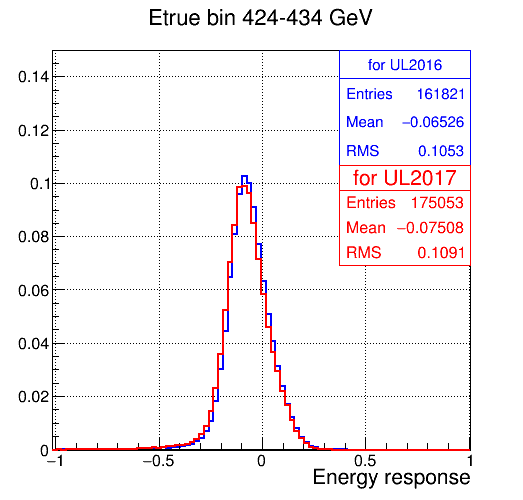 Etrue bin 424-434 GeV
for UL2016
Entries 161821
Mean −0.06526
RMS 0.1053
for UL2017
Entries 175053
Mean −0.07508
RMS 0.1091
0.14
0.12
0.1
0.08
0.06
0.04
0.02
0
−1 −0.5 0 0.5 1
Energy response